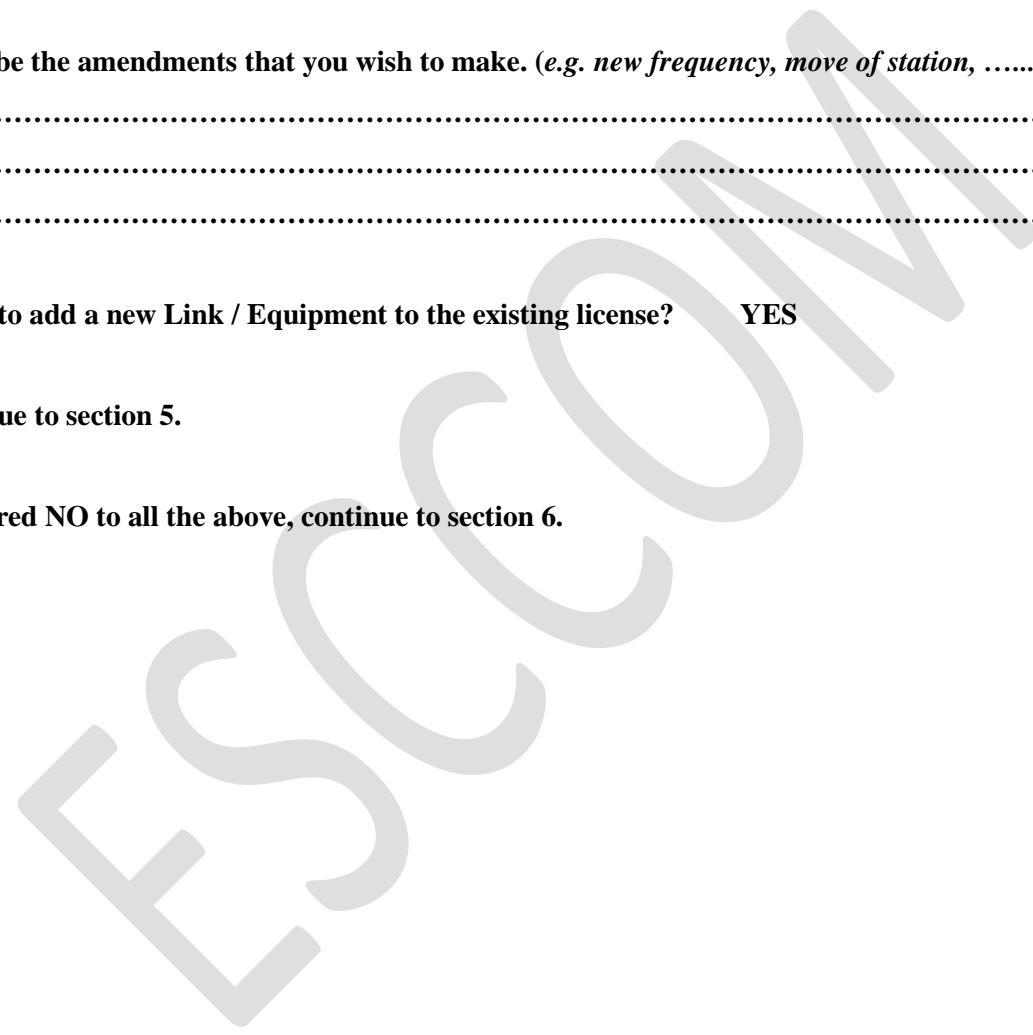 be the amendments that you wish to make. (e.g. new frequency, move of station, …...
……………………………………………………………………………………………
……………………………………………………………………………………………
……………………………………………………………………………………………
to add a new Link / Equipment to the existing license? YES
ue to section 5.
red NO to all the above, continue to section 6.
ESCCOM